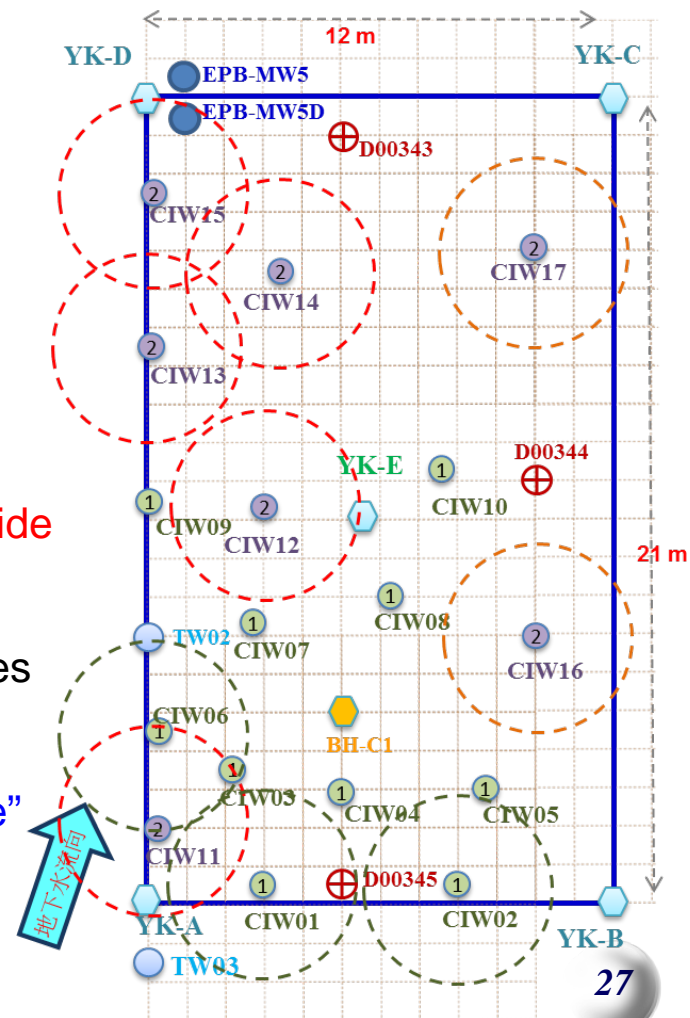 12 m
YK-D
YK-C
EPB-MW5
EPB-MW5D
D00343
2
CIW15
2
CIW17
2
CIW14
2
CIW13
D00344
YK-E
1
CIW10
1
CIW09
2
CIW12
ide
21 m
1
CIW08
1
CIW07
TW02
2
CIW16
es
CIW06
1
BH-C1
1
CIW03
1
CIW04
1
CIW05
e”
2
CIW11
地下水流向
1
CIW01
D00345
1
CIW02
YK-A
YK-B
TW03
27